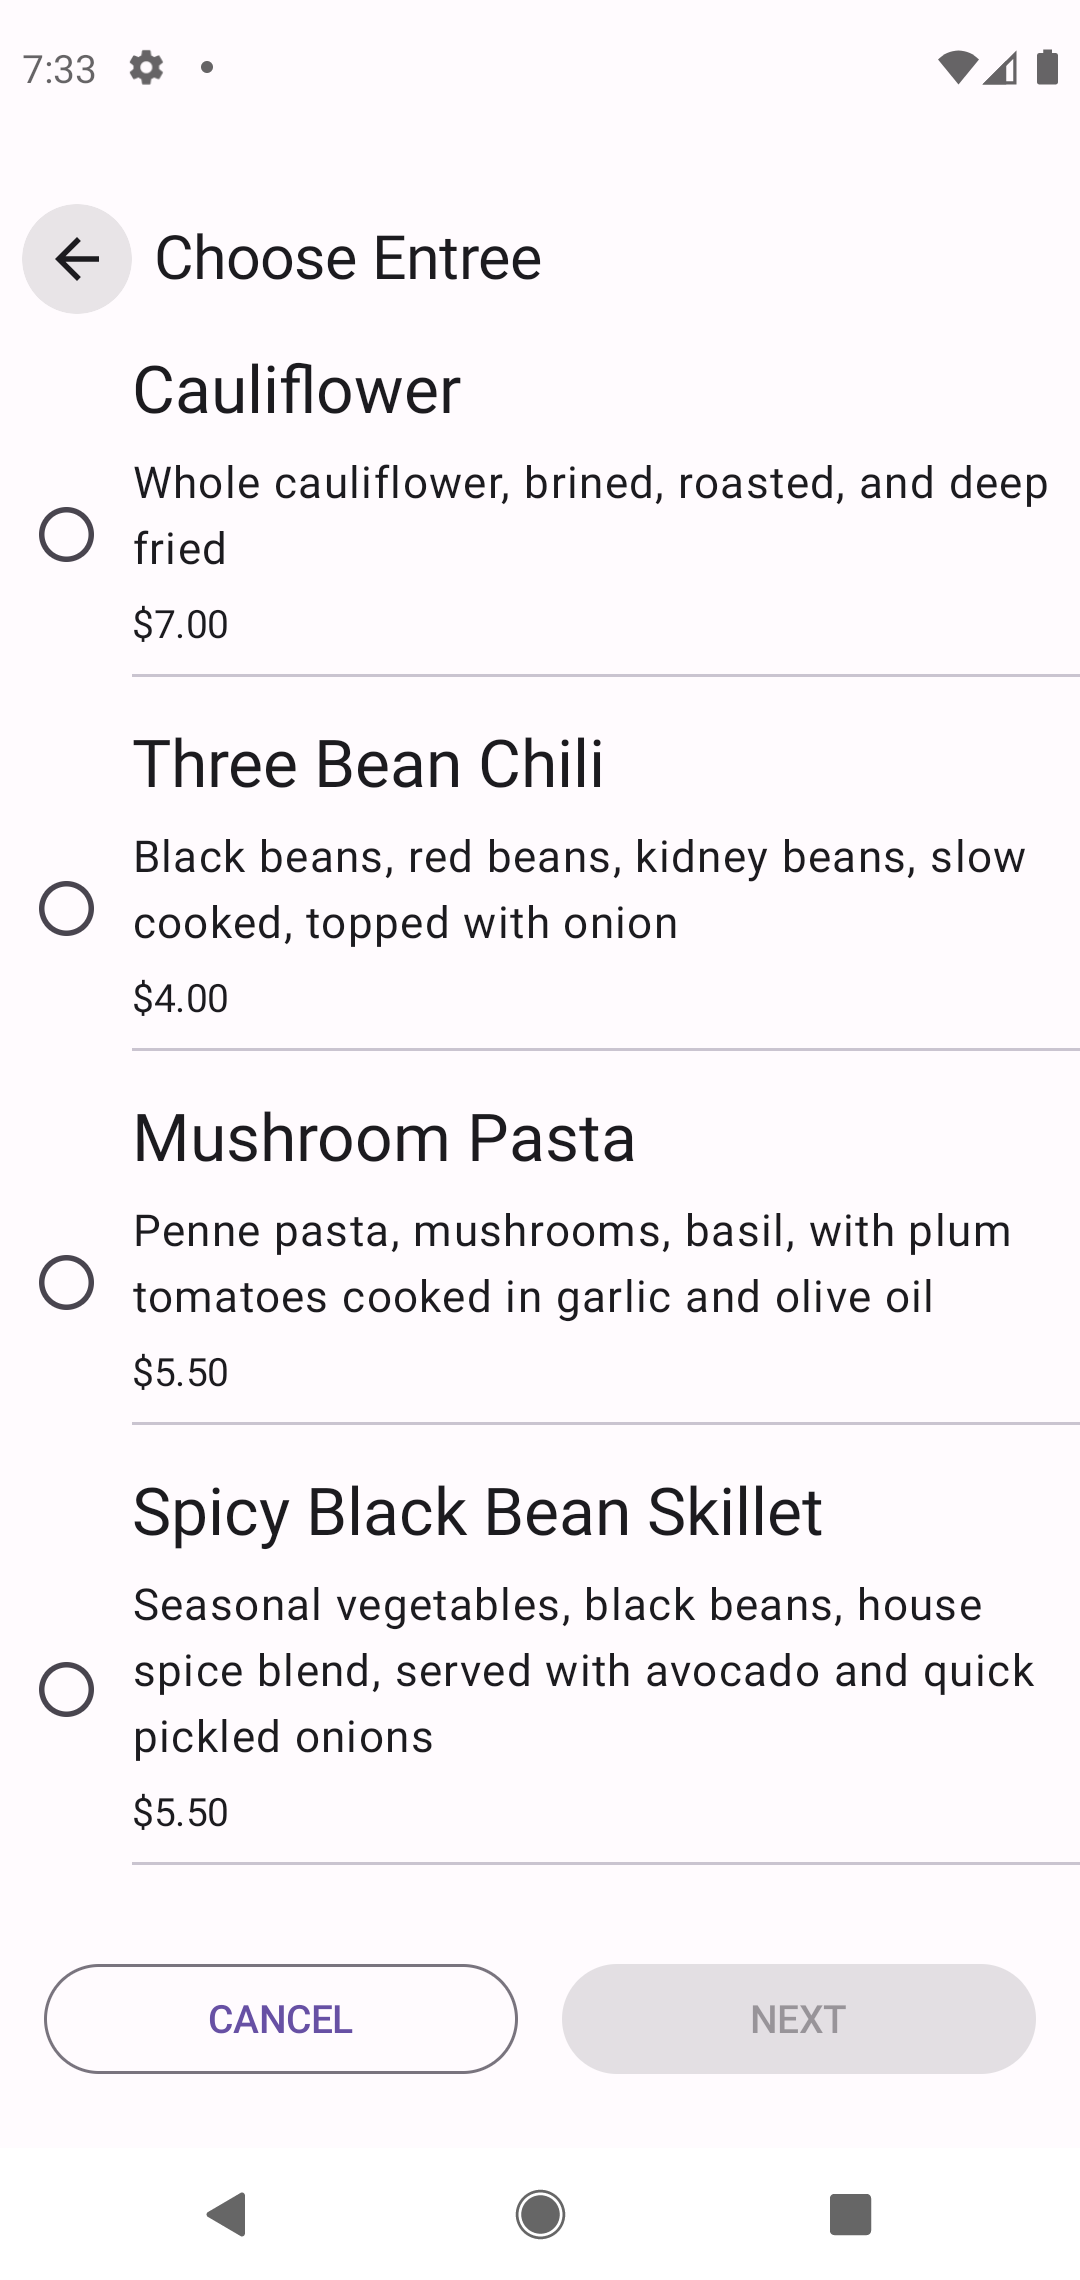 7:33
Choose Entree
Cauliflower
Whole cauliflower, brined, roasted, and deep
fried
$7.00
Three Bean Chili
Black beans, red beans, kidney beans, slow
cooked, topped with onion
$4.00
Mushroom Pasta
Penne pasta, mushrooms, basil, with plum
tomatoes cooked in garlic and olive oil
$5.50
Spicy Black Bean Skillet
Seasonal vegetables, black beans, house
spice blend, served with avocado and quick
pickled onions
$5.50
CANCEL
NEXT